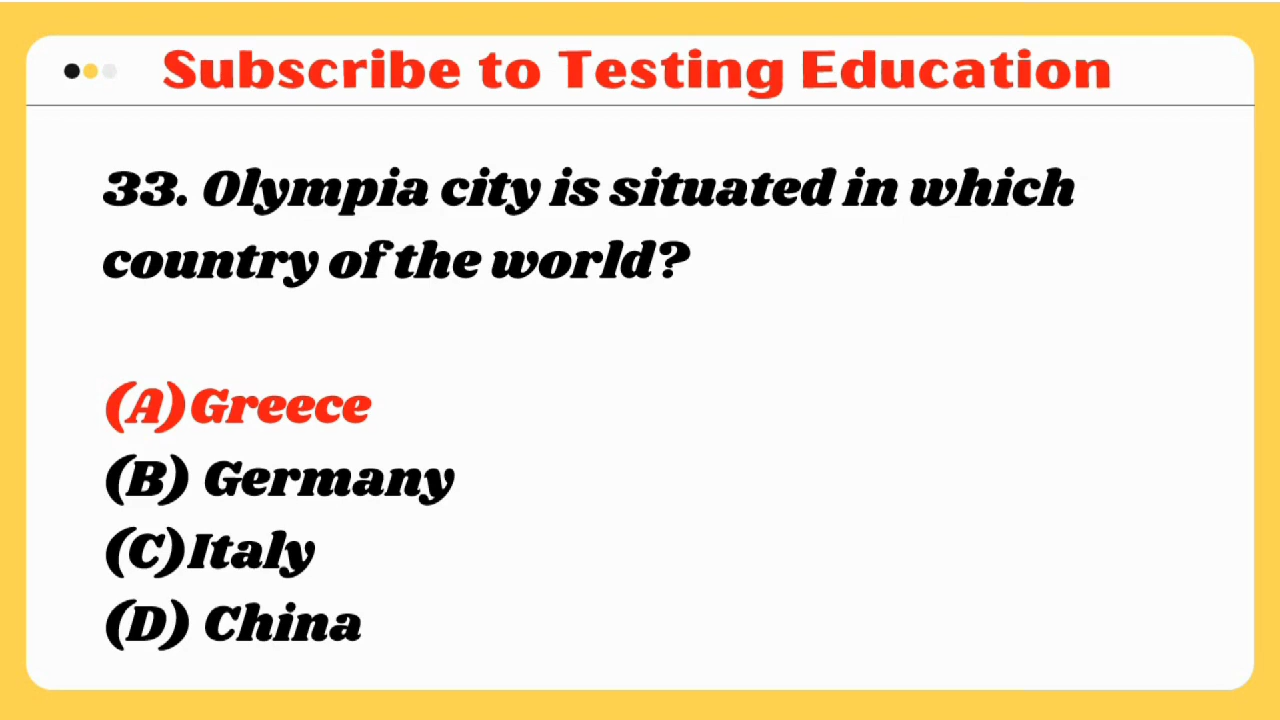 Subscribe to Testing Education
33. Olympia city is situated in which
country of the world?
(A)Greece
(B) Germany
(C)Italy
(D) China